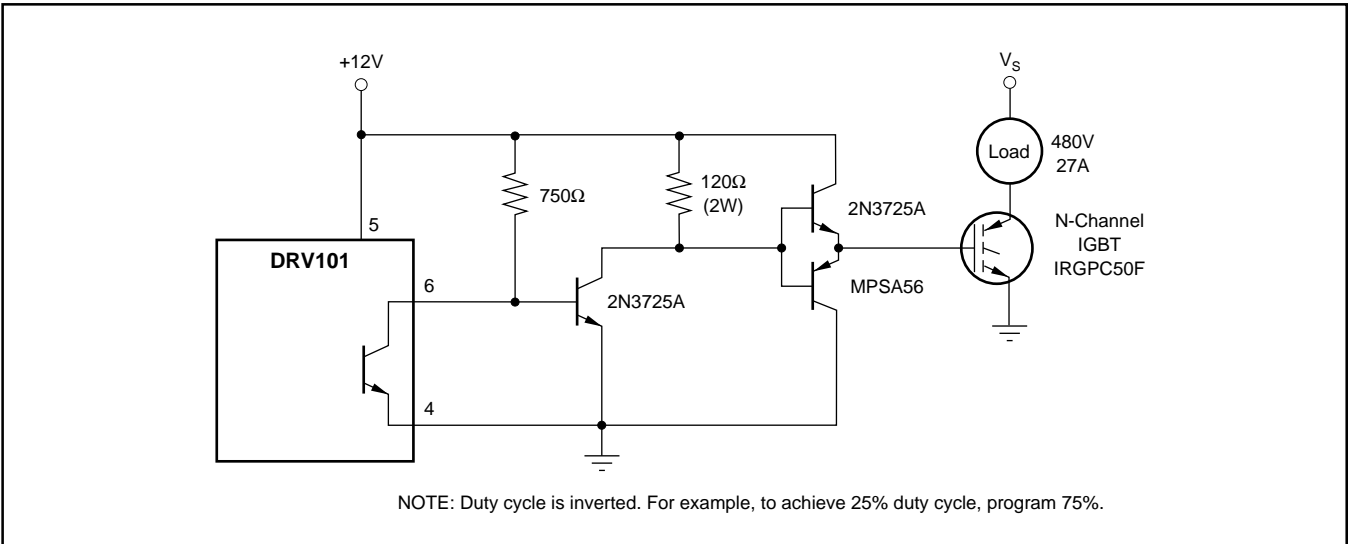 +12V
V_S
Load
480V
27A
750Ω
120Ω
(2W)
2N3725A
N-Channel
IGBT
IRGPC50F
5
DRV101
6
2N3725A
MPSA56
4
NOTE: Duty cycle is inverted. For example, to achieve 25% duty cycle, program 75%.